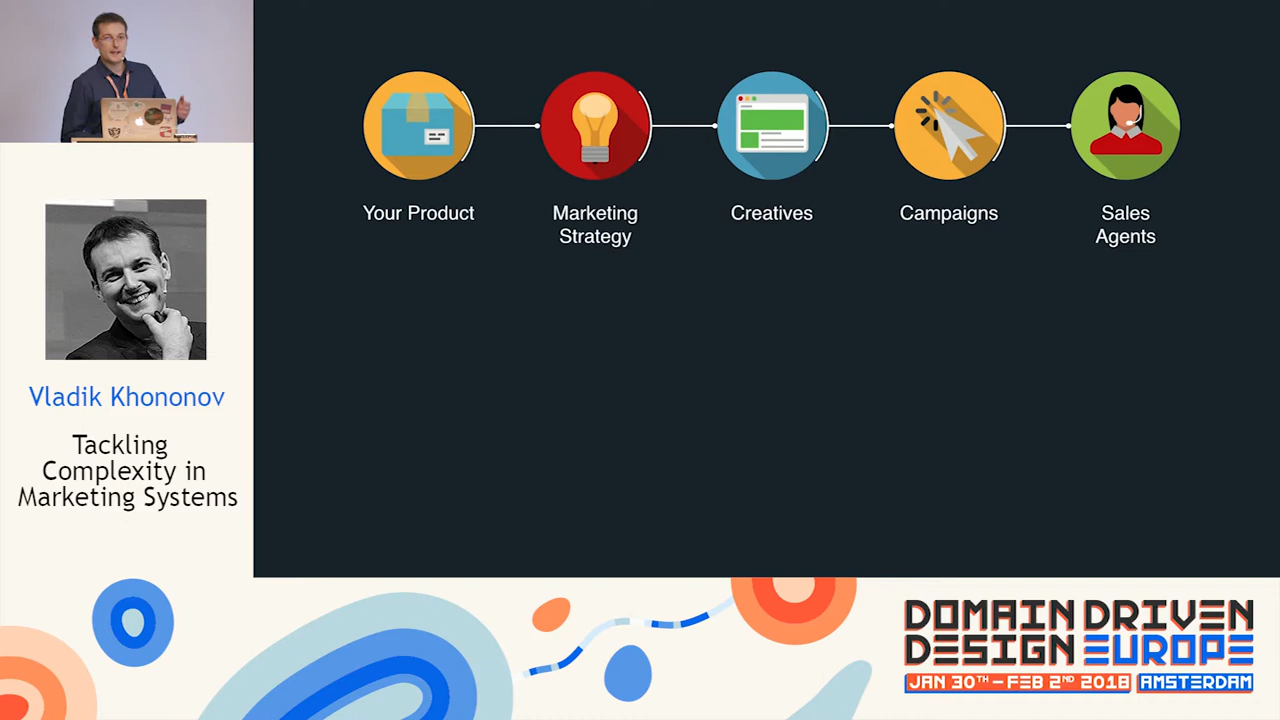 Your Product
Marketing
Strategy
Creatives
Campaigns
Sales
Agents
Vladik Khononov
Tackling
Complexity in
Marketing Systems
DOMAIN DRIVEN
DESIGN EUROPE
JAN 30TH - FEB 2ND 2018 AMSTERDAM